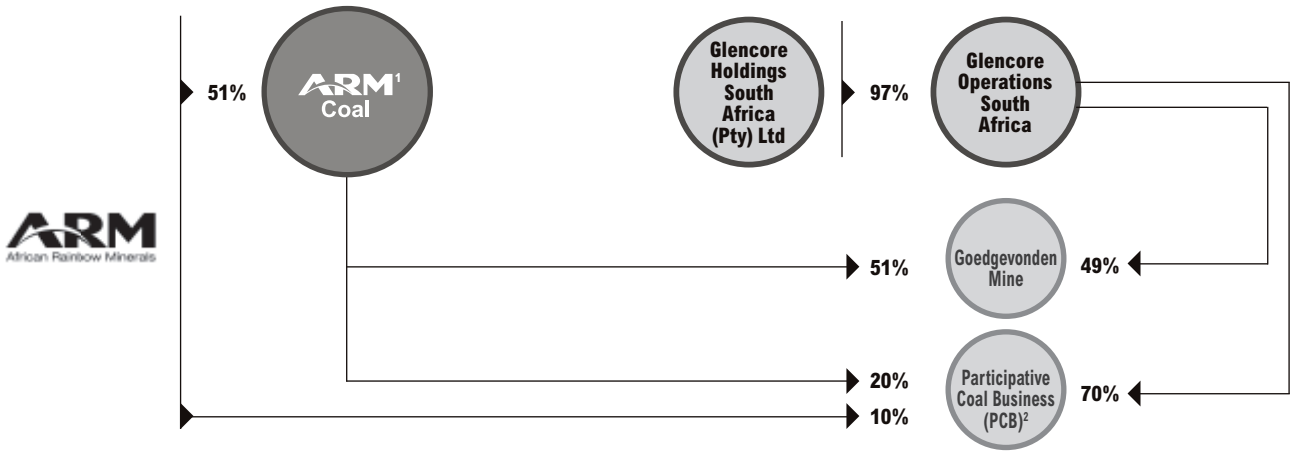 ARM
African Rainbow Minerals
51%
ARM¹
Coal
Glencore
Holdings
South
Africa
(Pty) Ltd
97%
Glencore
Operations
South
Africa
51%
Goedgevonden
Mine
49%
20%
10%
Participative
Coal Business
(PCB)²
70%